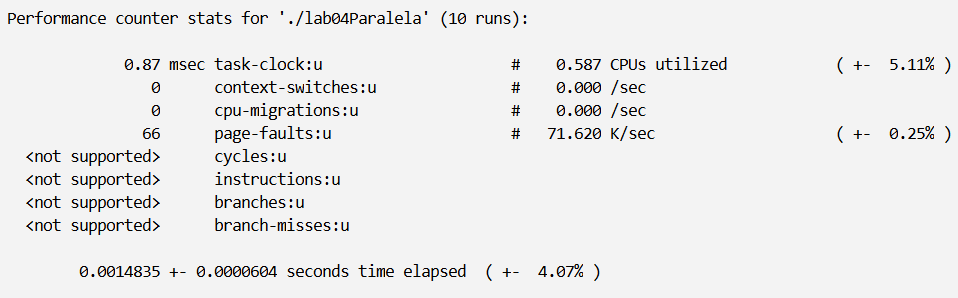 Performance counter stats for './lab04Paralela' (10 runs):
0.87 msec task-clock:u # 0.587 CPUs utilized ( +- 5.11% )
0 context-switches:u # 0.000 /sec
0 cpu-migrations:u # 0.000 /sec
66 page-faults:u # 71.620 K/sec ( +- 0.25% )
<not supported> cycles:u
<not supported> instructions:u
<not supported> branches:u
<not supported> branch-misses:u
0.0014835 +- 0.0000604 seconds time elapsed ( +- 4.07% )